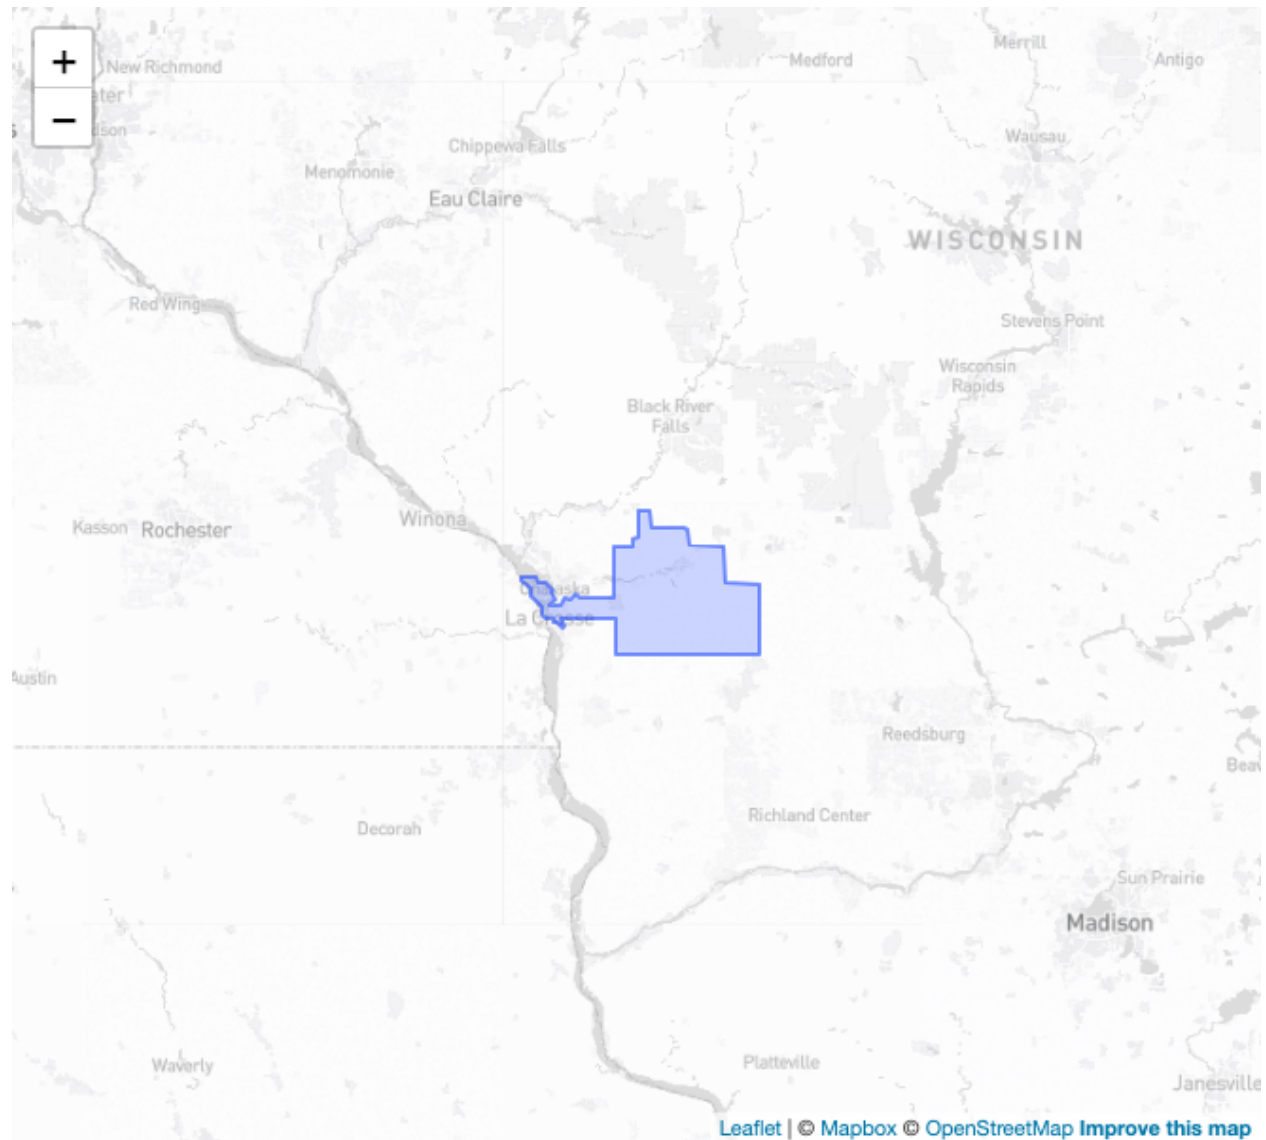 +
−
New Richmond
Medford
Merrill
Antigo
Chippewa Falls
Wausau
Menomonie
Eau Claire
WISCONSIN
Red Wing
Stevens Point
Wisconsin
Rapids
Black River
Falls
Winona
Kasson
Rochester
La Crosse
Austin
Reedsburg
Richland Center
Decorah
Sun Prairie
Madison
Waverly
Platteville
Janesville
Leaflet | © Mapbox © OpenStreetMap Improve this map